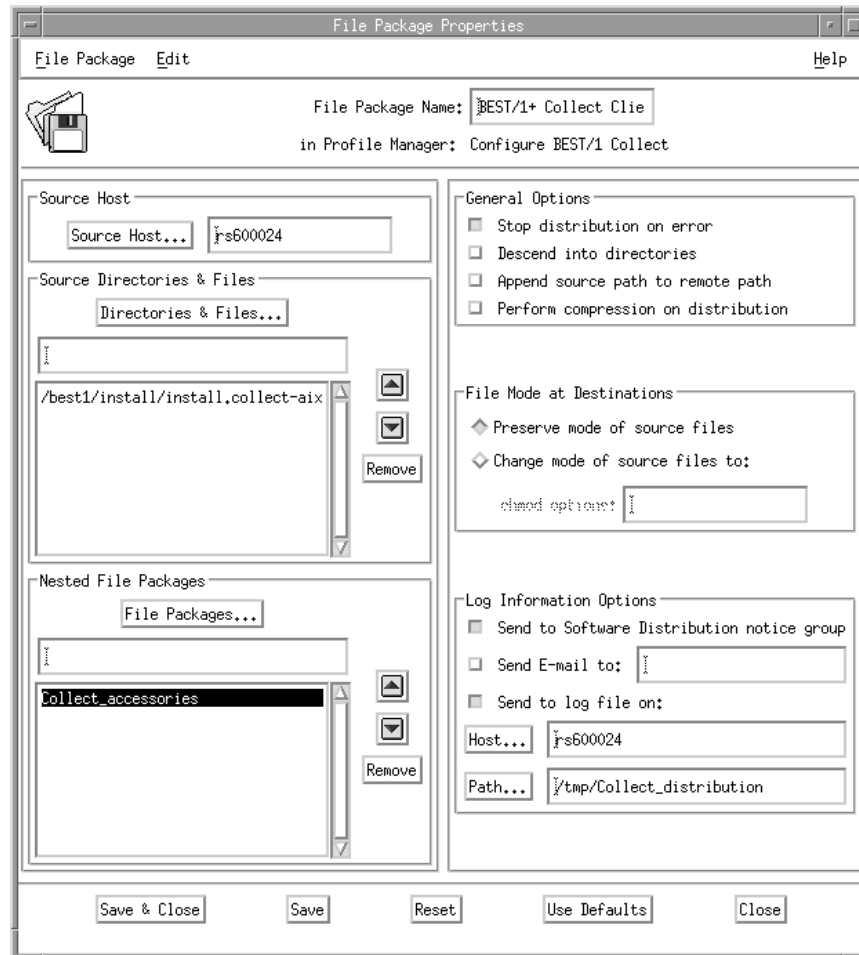 File Package Properties
File Package Edit Help
File Package Name: BEST/1+ Collect Clie
in Profile Manager: Configure BEST/1 Collect
Source Host
Source Host... rs600024
Source Directories & Files
Directories & Files...
/best1/install/install.collect-aix
Remove
Nested File Packages
File Packages...
Collect_accessories
Remove
General Options
Stop distribution on error
Descend into directories
Append source path to remote path
Perform compression on distribution
File Mode at Destinations
Preserve mode of source files
Change mode of source files to:
chmod options:
Log Information Options
Send to Software Distribution notice group
Send E-mail to:
Send to log file on:
Host... rs600024
Path... /tmp/Collect_distribution
Save & Close Save Reset Use Defaults Close